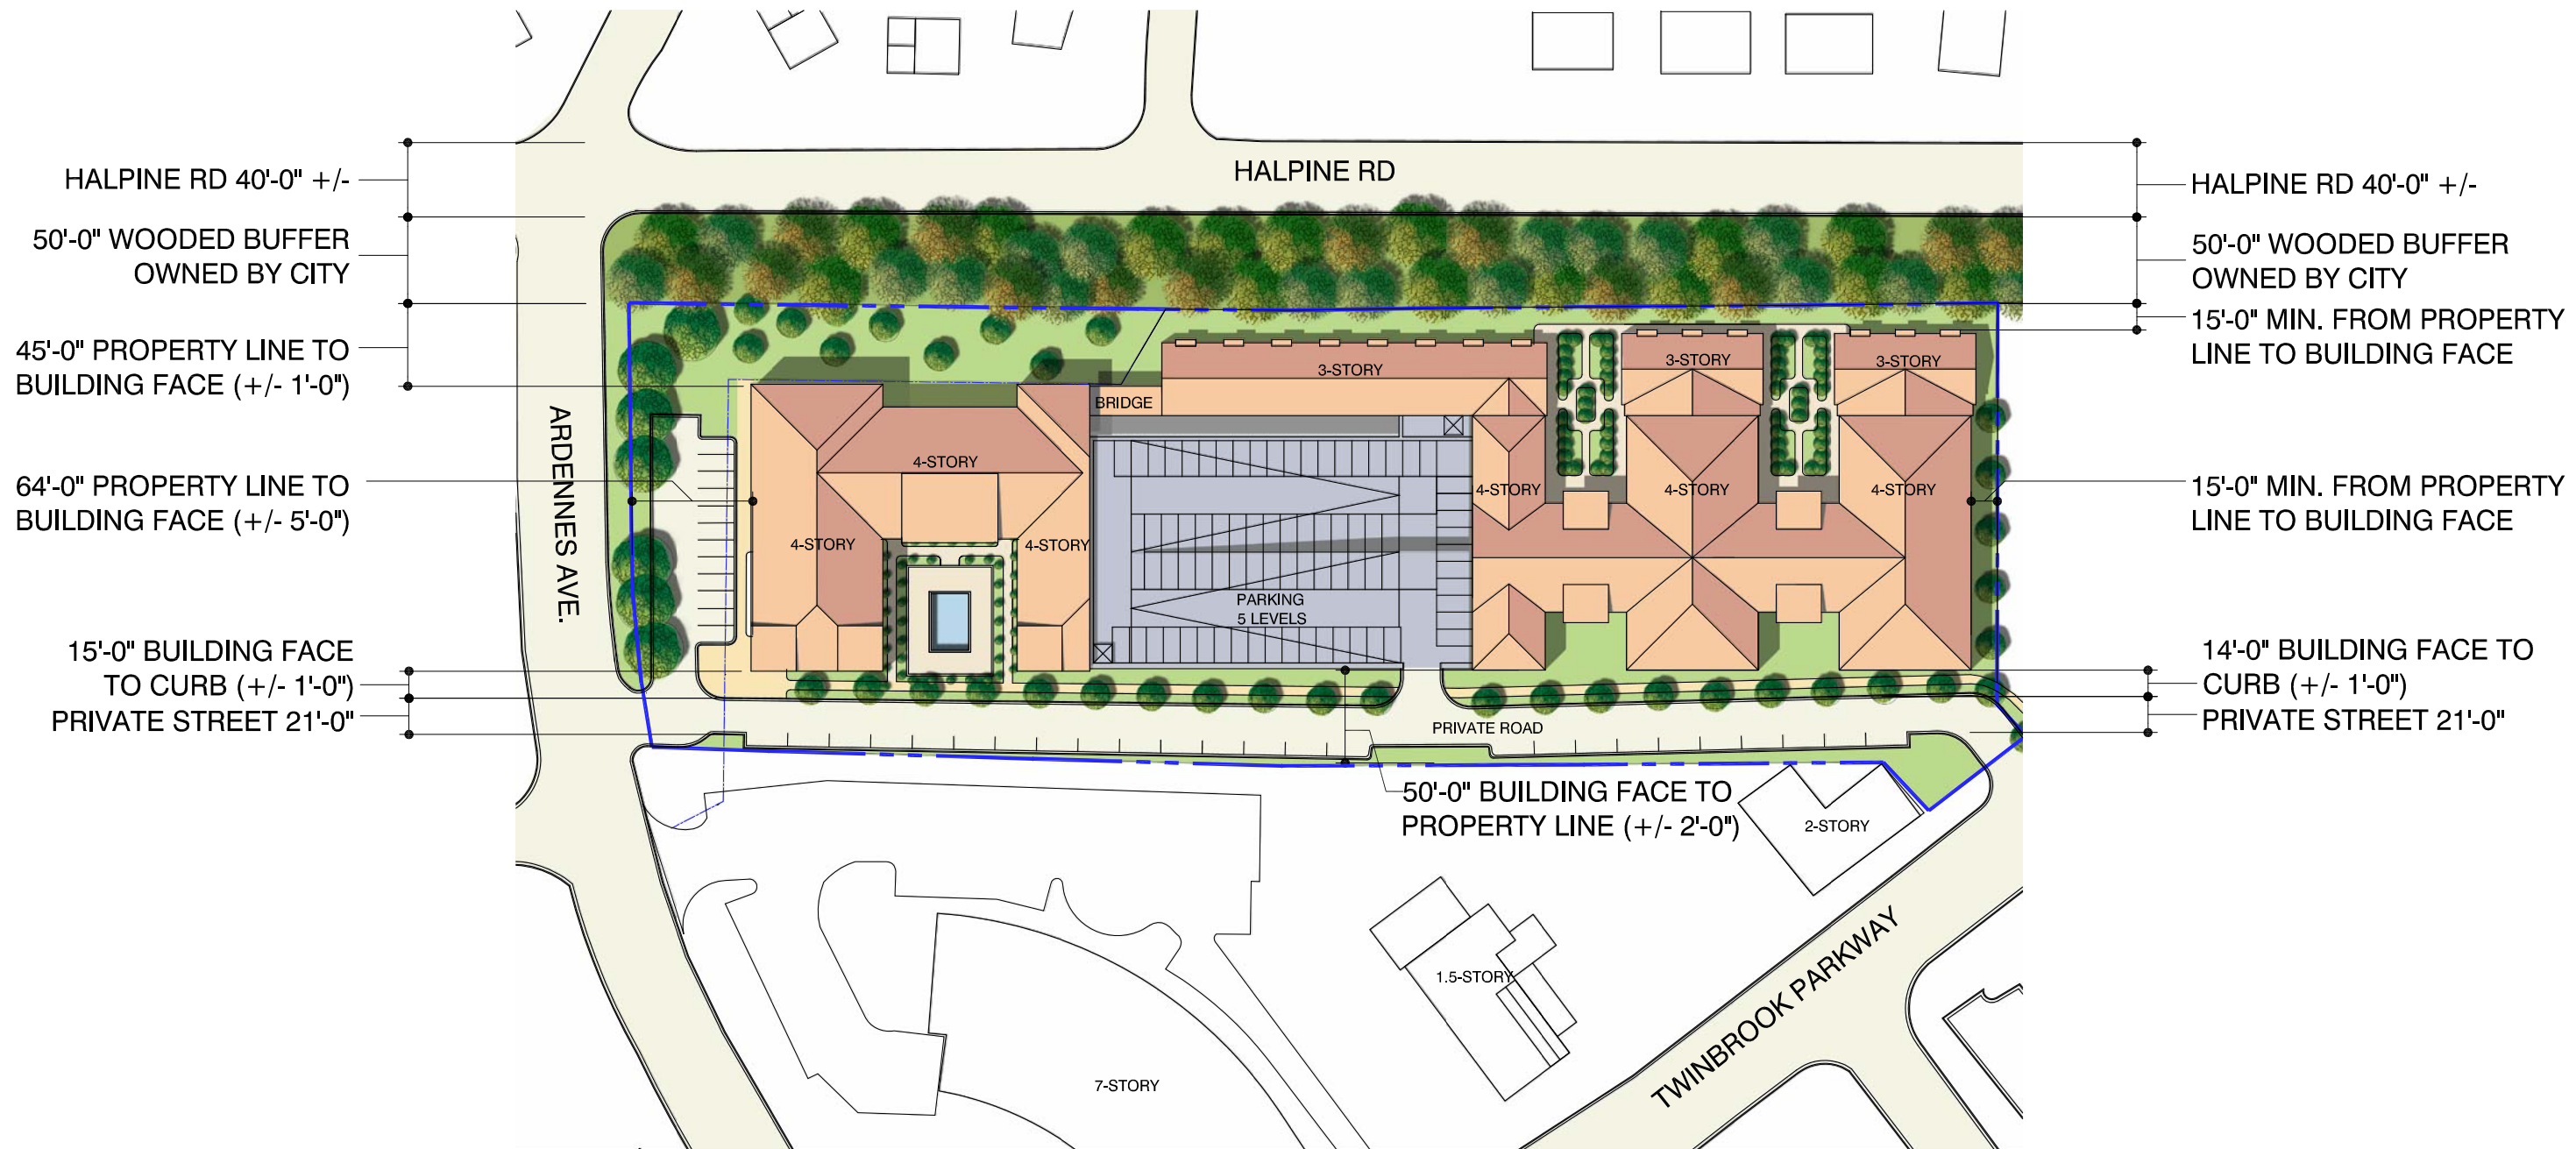 HALPINE RD
HALPINE RD 40'-0" +/-
50'-0" WOODED BUFFER
OWNED BY CITY
45'-0" PROPERTY LINE TO
BUILDING FACE (+/- 1'-0")
64'-0" PROPERTY LINE TO
BUILDING FACE (+/- 5'-0")
15'-0" BUILDING FACE
TO CURB (+/- 1'-0")
PRIVATE STREET 21'-0"
ARDENNES AVE.
4-STORY
4-STORY
4-STORY
BRIDGE
3-STORY
3-STORY
3-STORY
4-STORY
4-STORY
4-STORY
PARKING
5 LEVELS
PRIVATE ROAD
50'-0" BUILDING FACE TO
PROPERTY LINE (+/- 2'-0")
2-STORY
1.5-STORY
7-STORY
TWINBROOK PARKWAY
HALPINE RD 40'-0" +/-
50'-0" WOODED BUFFER
OWNED BY CITY
15'-0" MIN. FROM PROPERTY
LINE TO BUILDING FACE
15'-0" MIN. FROM PROPERTY
LINE TO BUILDING FACE
14'-0" BUILDING FACE TO
CURB (+/- 1'-0")
PRIVATE STREET 21'-0"